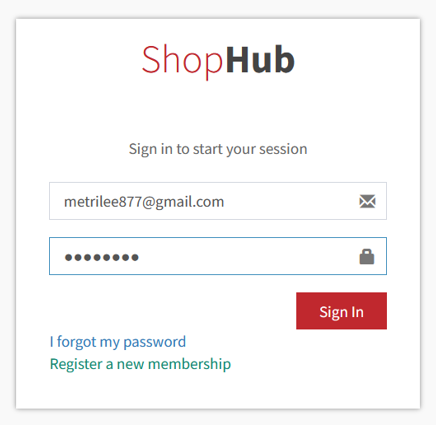 ShopHub
Sign in to start your session
metrilee877@gmail.com
●●●●●●●●
Sign In
I forgot my password
Register a new membership